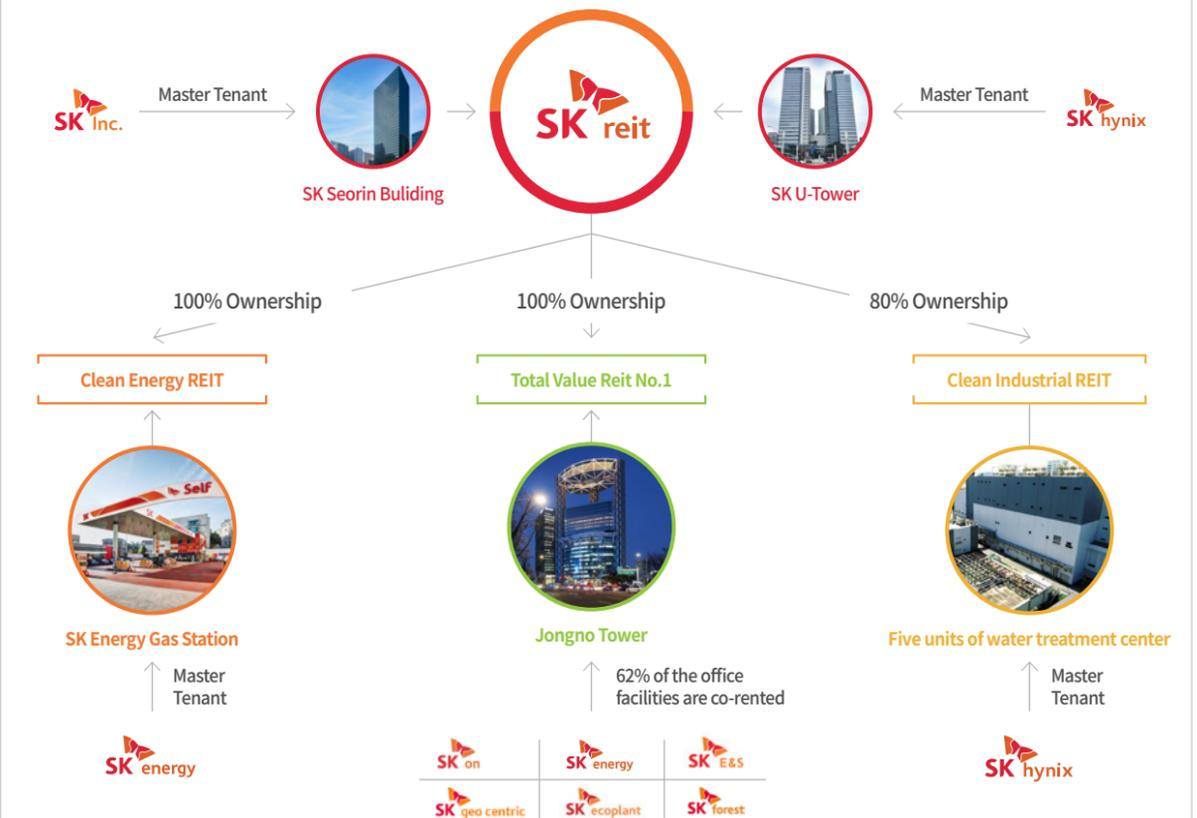 SK Inc.
Master Tenant
SK Seorin Buliding
SK reit
SK U-Tower
Master Tenant
SK hynix
100% Ownership
100% Ownership
80% Ownership
Clean Energy REIT
Total Value Reit No.1
Clean Industrial REIT
Self
SK Energy Gas Station
Jongno Tower
Five units of water treatment center
Master
Tenant
62% of the office
facilities are co-rented
Master
Tenant
SK energy
SK on
SK energy
SK E&S
SK geo centric
SK ecoplant
SK forest
SK hynix